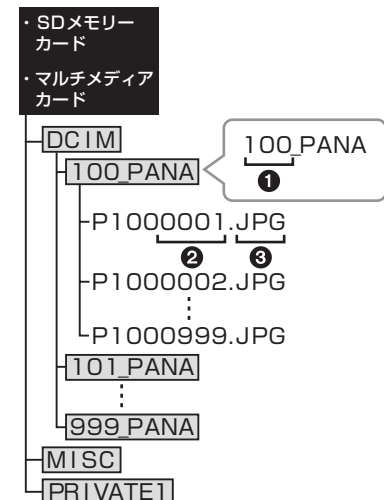 ・SDメモリー
カード
・マルチメディア
カード
DCIM
100_PANA
100_PANA
❶
P1000001.JPG
❷ ❸
P1000002.JPG
P1000999.JPG
101_PANA
999_PANA
MISC
PRIVATE1